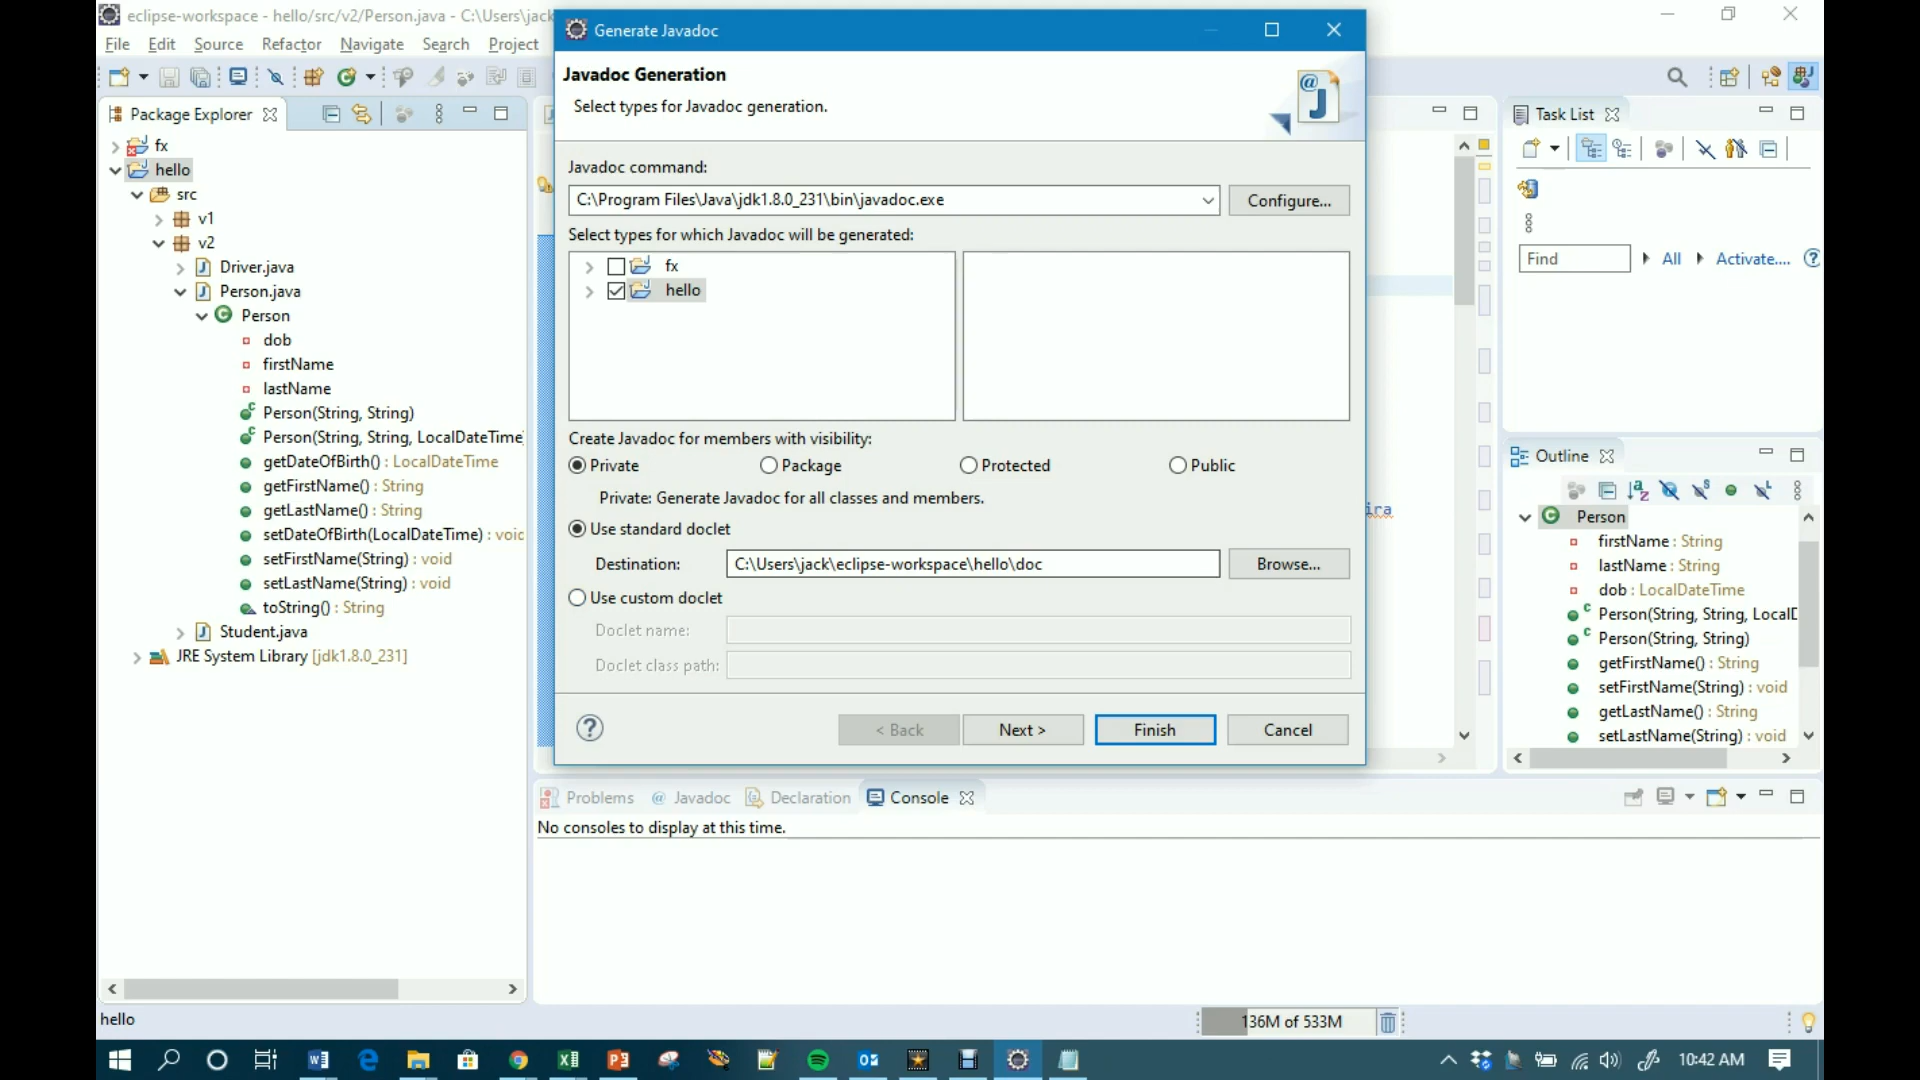 eclipse-workspace - hello/src/v2/Person.java - C:\Users\jack
File Edit Source Refactor Navigate Search Project
Generate Javadoc
Javadoc Generation
Select types for Javadoc generation.
Javadoc command:
C:\Program Files\Java\jdk1.8.0_231\bin\javadoc.exe
Configure...
Select types for which Javadoc will be generated:
fx
hello
Create Javadoc for members with visibility:
Private Package Protected Public
Private: Generate Javadoc for all classes and members.
Use standard doclet
Destination: C:\Users\jack\eclipse-workspace\hello\doc Browse...
Use custom doclet
Doclet name:
Doclet class path:
< Back Next > Finish Cancel
Package Explorer
fx
hello
src
v1
v2
Driver.java
Person.java
Person
dob
firstName
lastName
Person(String, String)
Person(String, String, LocalDateTime
getDateOfBirth() : LocalDateTime
getFirstName() : String
getLastName() : String
setDateOfBirth(LocalDateTime) : voic
setFirstName(String) : void
setLastName(String) : void
toString() : String
Student.java
JRE System Library [jdk1.8.0_231]
ira
Task List
Find All Activate....
Outline
Person
firstName : String
lastName : String
dob : LocalDateTime
Person(String, String, LocalD
Person(String, String)
getFirstName() : String
setFirstName(String) : void
getLastName() : String
setLastName(String) : void
Problems Javadoc Declaration Console
No consoles to display at this time.
hello
136M of 533M
10:42 AM